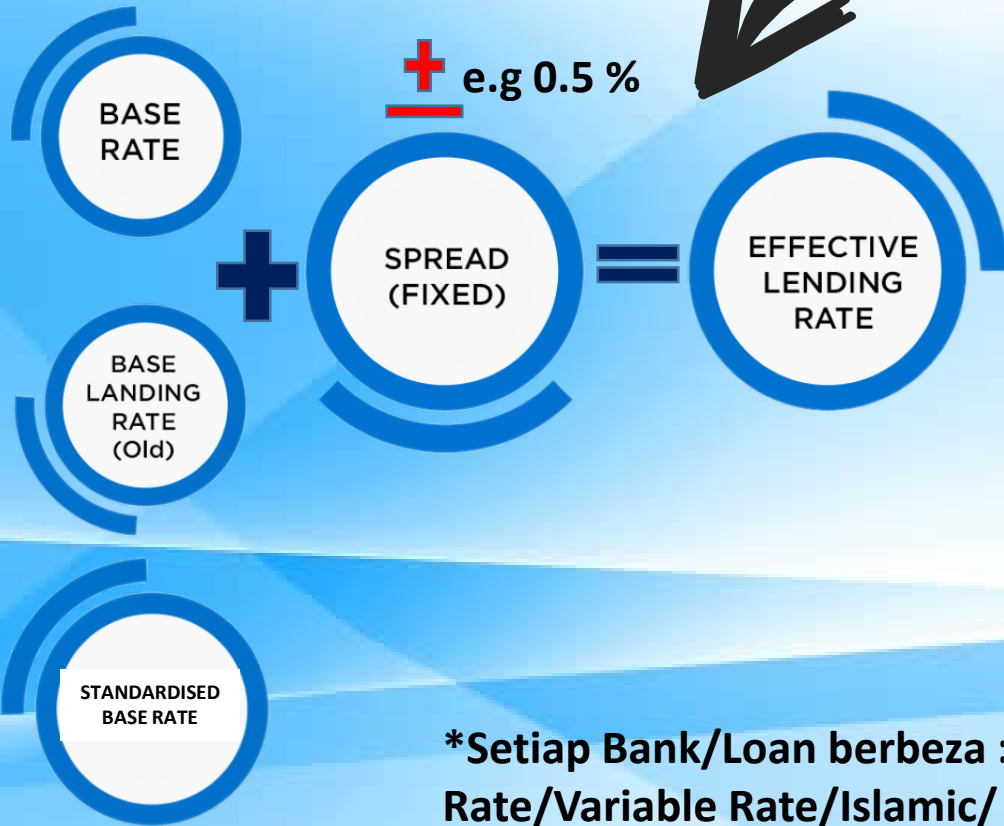 BASE
RATE
+ e.g 0.5 %
+
SPREAD
(FIXED)
=
EFFECTIVE
LENDING
RATE
BASE
LANDING
RATE
(Old)
STANDARDISED
BASE RATE
*Setiap Bank/Loan berbeza :
Rate/Variable Rate/Islamic/